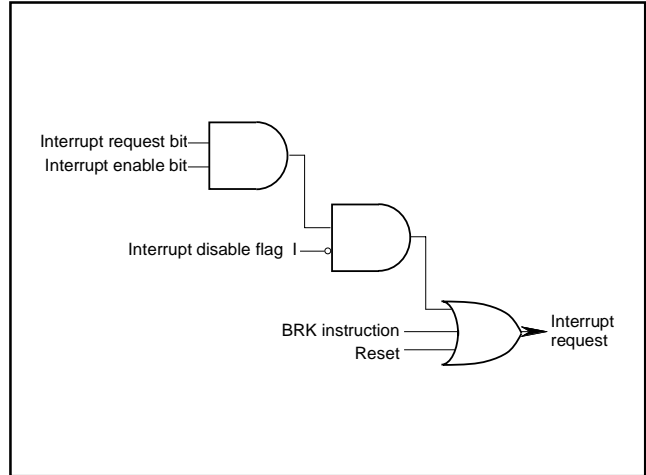 Interrupt request bit
Interrupt enable bit
Interrupt disable flag I
BRK instruction
Reset
Interrupt
request